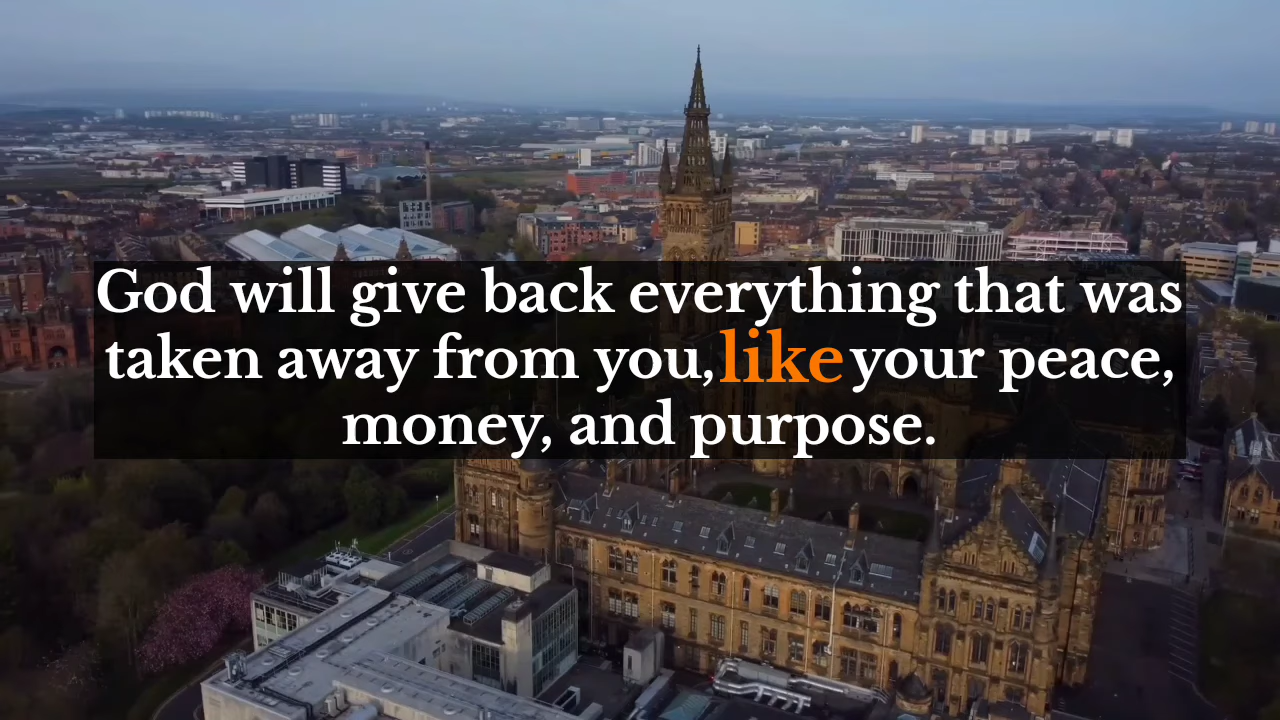 God will give back everything that was
taken away from you, like your peace,
money, and purpose.